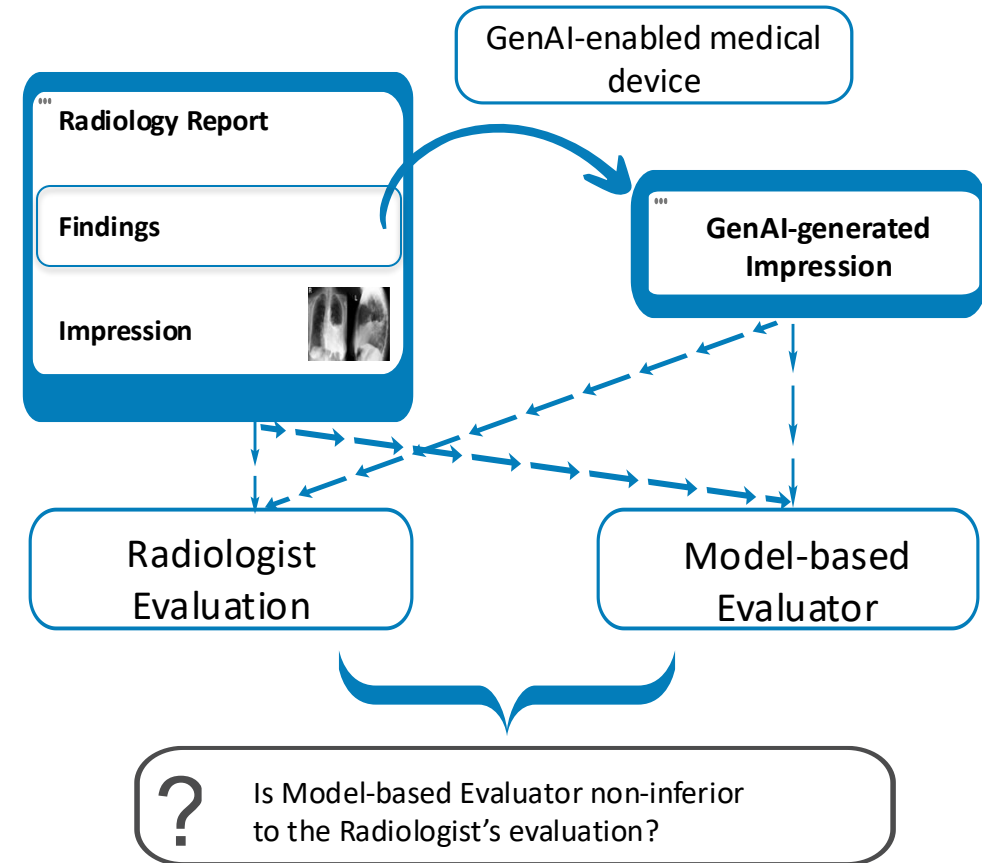 GenAI-enabled medical
device
Radiology Report
Findings
GenAI-generated
Impression
Impression
L
Radiologist
Evaluation
Model-based
Evaluator
?
Is Model-based Evaluator non-inferior
to the Radiologist’s evaluation?